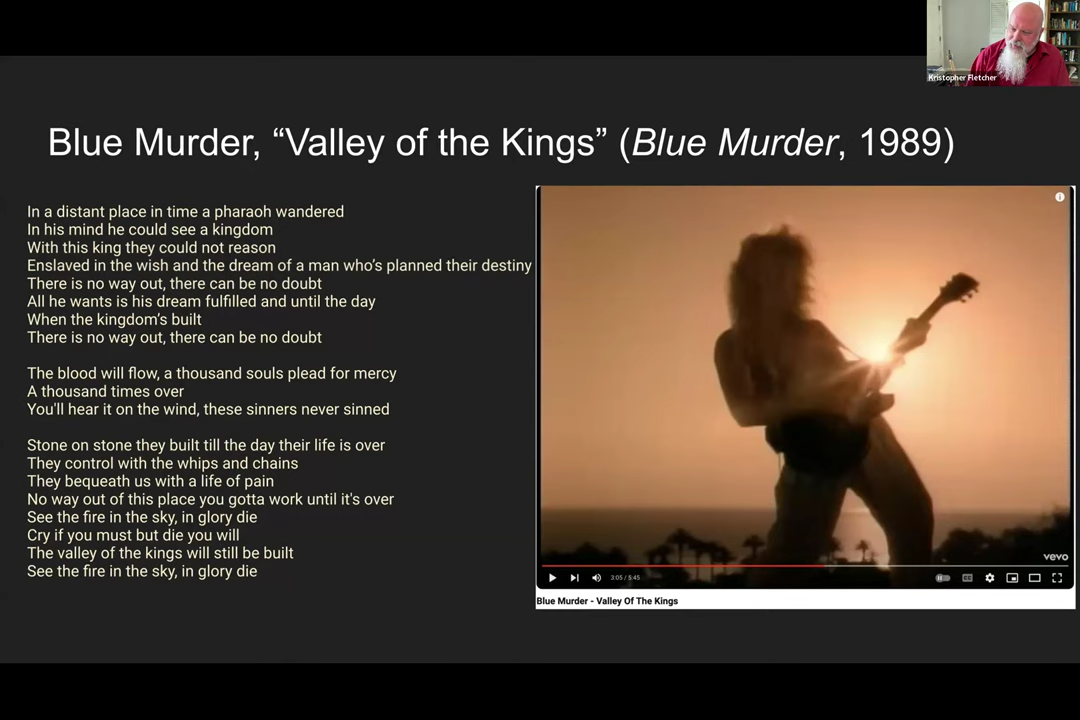 Kristopher Fletcher
Blue Murder, “Valley of the Kings” (Blue Murder, 1989)
In a distant place in time a pharaoh wandered
In his mind he could see a kingdom
With this king they could not reason
Enslaved in the wish and the dream of a man who’s planned their destiny
There is no way out, there can be no doubt
All he wants is his dream fulfilled and until the day
When the kingdom’s built
There is no way out, there can be no doubt
The blood will flow, a thousand souls plead for mercy
A thousand times over
You'll hear it on the wind, these sinners never sinned
Stone on stone they built till the day their life is over
They control with the whips and chains
They bequeath us with a life of pain
No way out of this place you gotta work until it's over
See the fire in the sky, in glory die
Cry if you must but die you will
The valley of the kings will still be built
See the fire in the sky, in glory die
vevo
3:05 / 5:45
CC
Blue Murder - Valley Of The Kings